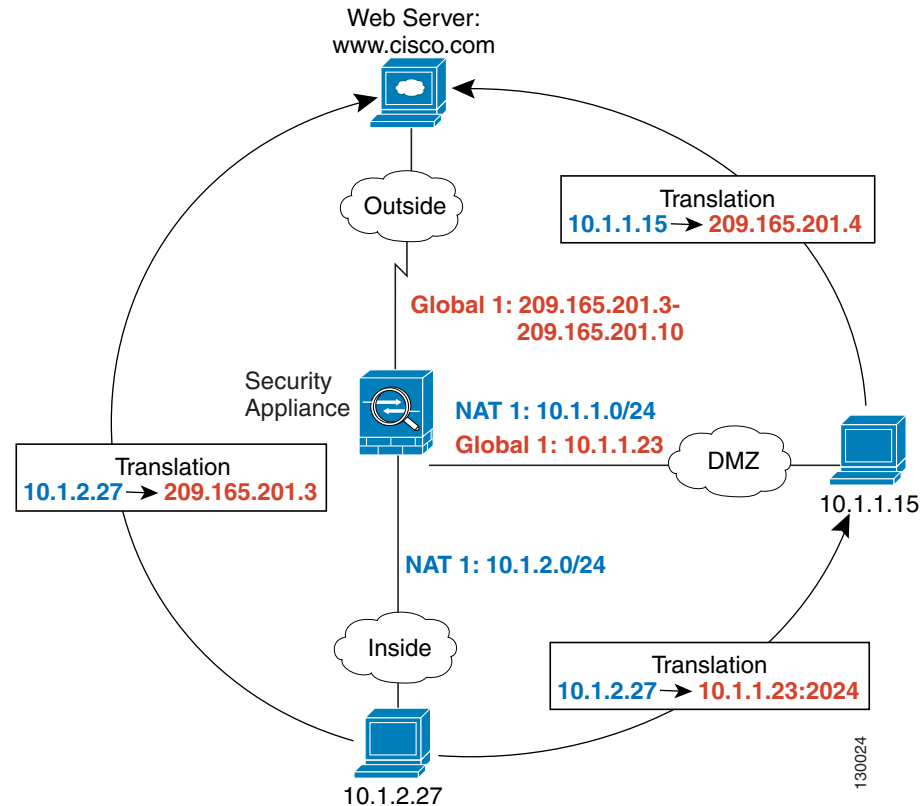 Web Server:
www.cisco.com
Outside
Translation
10.1.1.15 → 209.165.201.4
Global 1: 209.165.201.3-
209.165.201.10
Security
Appliance
NAT 1: 10.1.1.0/24
Global 1: 10.1.1.23
DMZ
10.1.1.15
Translation
10.1.2.27 → 209.165.201.3
NAT 1: 10.1.2.0/24
Inside
Translation
10.1.2.27 → 10.1.1.23:2024
10.1.2.27
130024